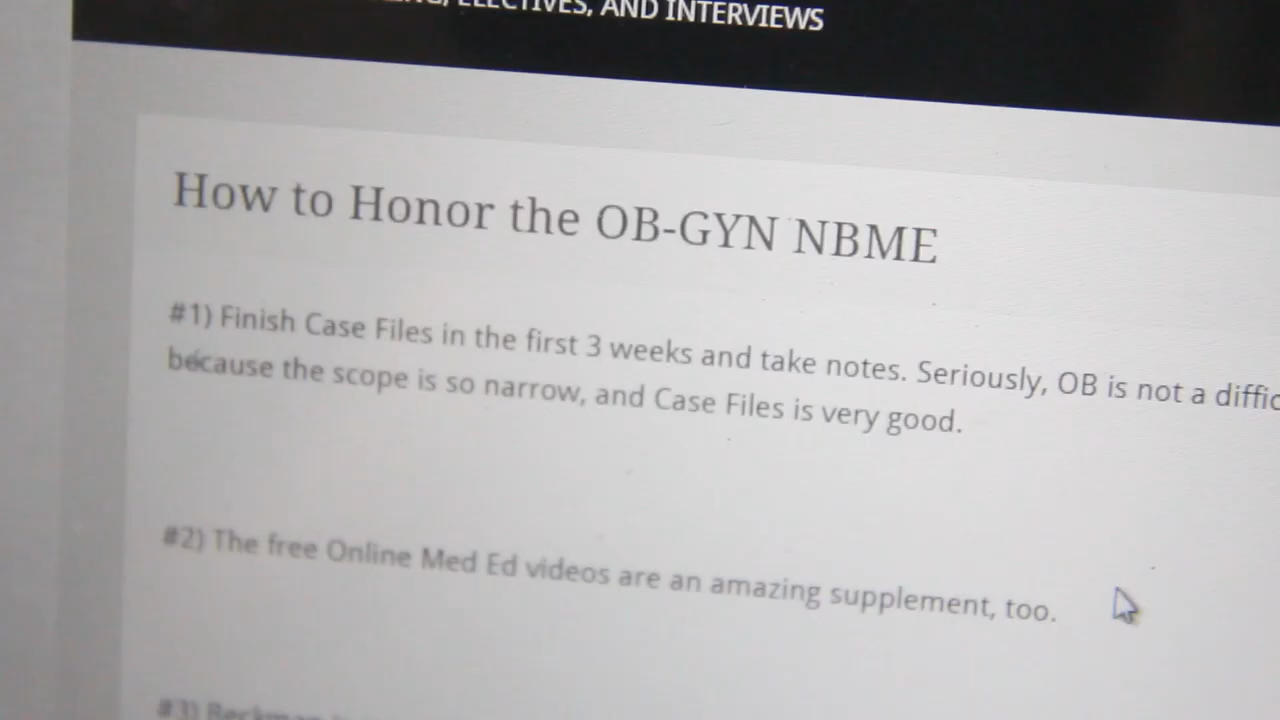 ELECTIVES, AND INTERVIEWS
How to Honor the OB-GYN NBME
#1) Finish Case Files in the first 3 weeks and take notes. Seriously, OB is not a
because the scope is so narrow, and Case Files is very good.
#2) The free Online Med Ed videos are an amazing supplement, too.
#3)